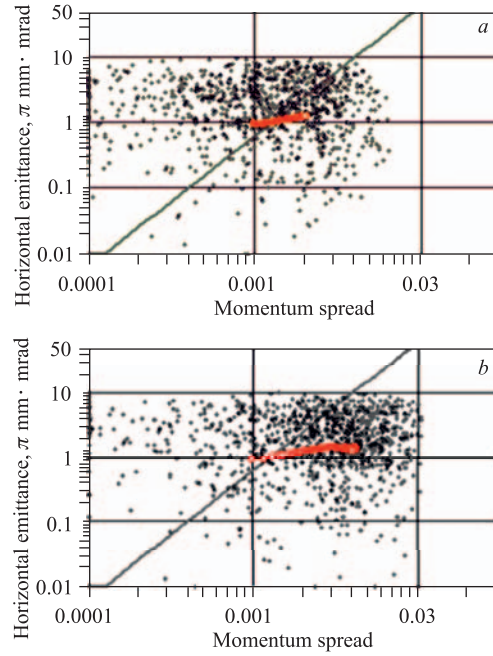 a
50
10
1
0.1
0.01
Horizontal emittance, π mm · mrad
0.0001 0.001 0.03
Momentum spread
b
50
10
1
0.1
0.01
Horizontal emittance, π mm · mrad
0.0001 0.001 0.03
Momentum spread